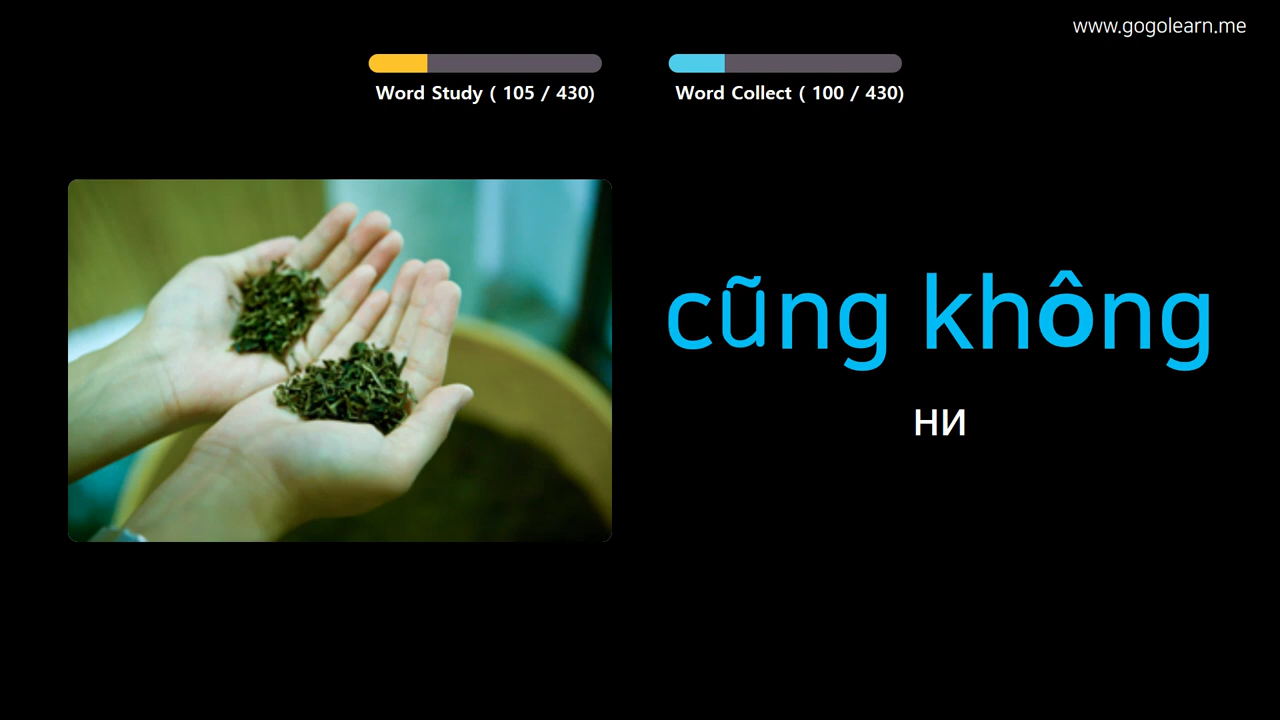 www.gogolearn.me
Word Study ( 105 / 430)
Word Collect ( 100 / 430)
cũng không
ни